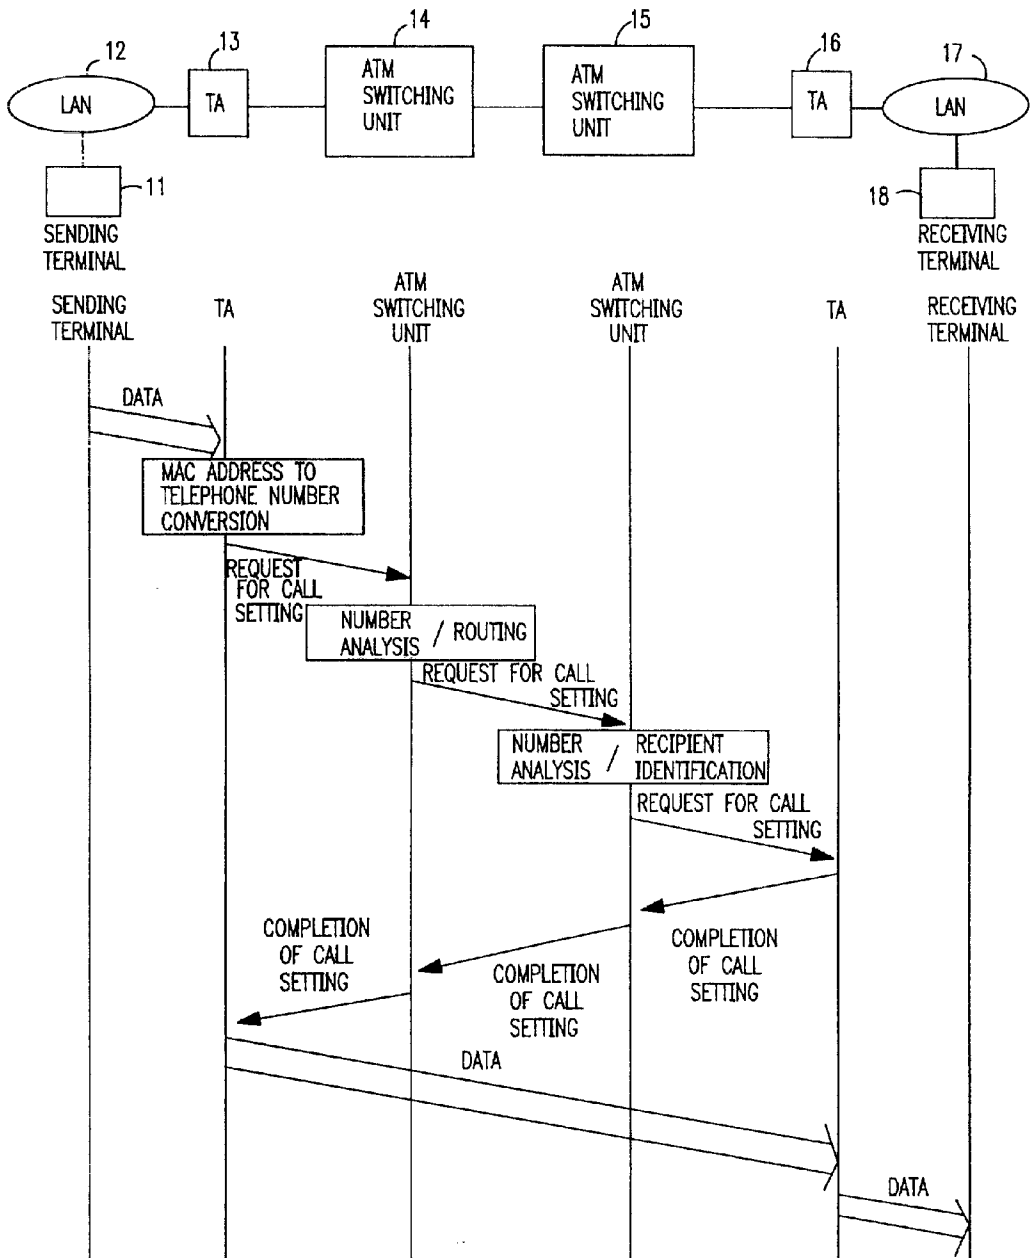 12
13
14
15
16
17
LAN
TA
ATM
SWITCHING
UNIT
ATM
SWITCHING
UNIT
TA
LAN
11
18
SENDING
TERMINAL
RECEIVING
TERMINAL
SENDING
TERMINAL
TA
ATM
SWITCHING
UNIT
ATM
SWITCHING
UNIT
TA
RECEIVING
TERMINAL
DATA
MAC ADDRESS TO
TELEPHONE NUMBER
CONVERSION
REQUEST
FOR CALL
SETTING
NUMBER
ANALYSIS / ROUTING
REQUEST FOR CALL
SETTING
NUMBER
ANALYSIS / RECIPIENT
IDENTIFICATION
REQUEST FOR CALL
SETTING
COMPLETION
OF CALL
SETTING
COMPLETION
OF CALL
SETTING
COMPLETION
OF CALL
SETTING
DATA
DATA